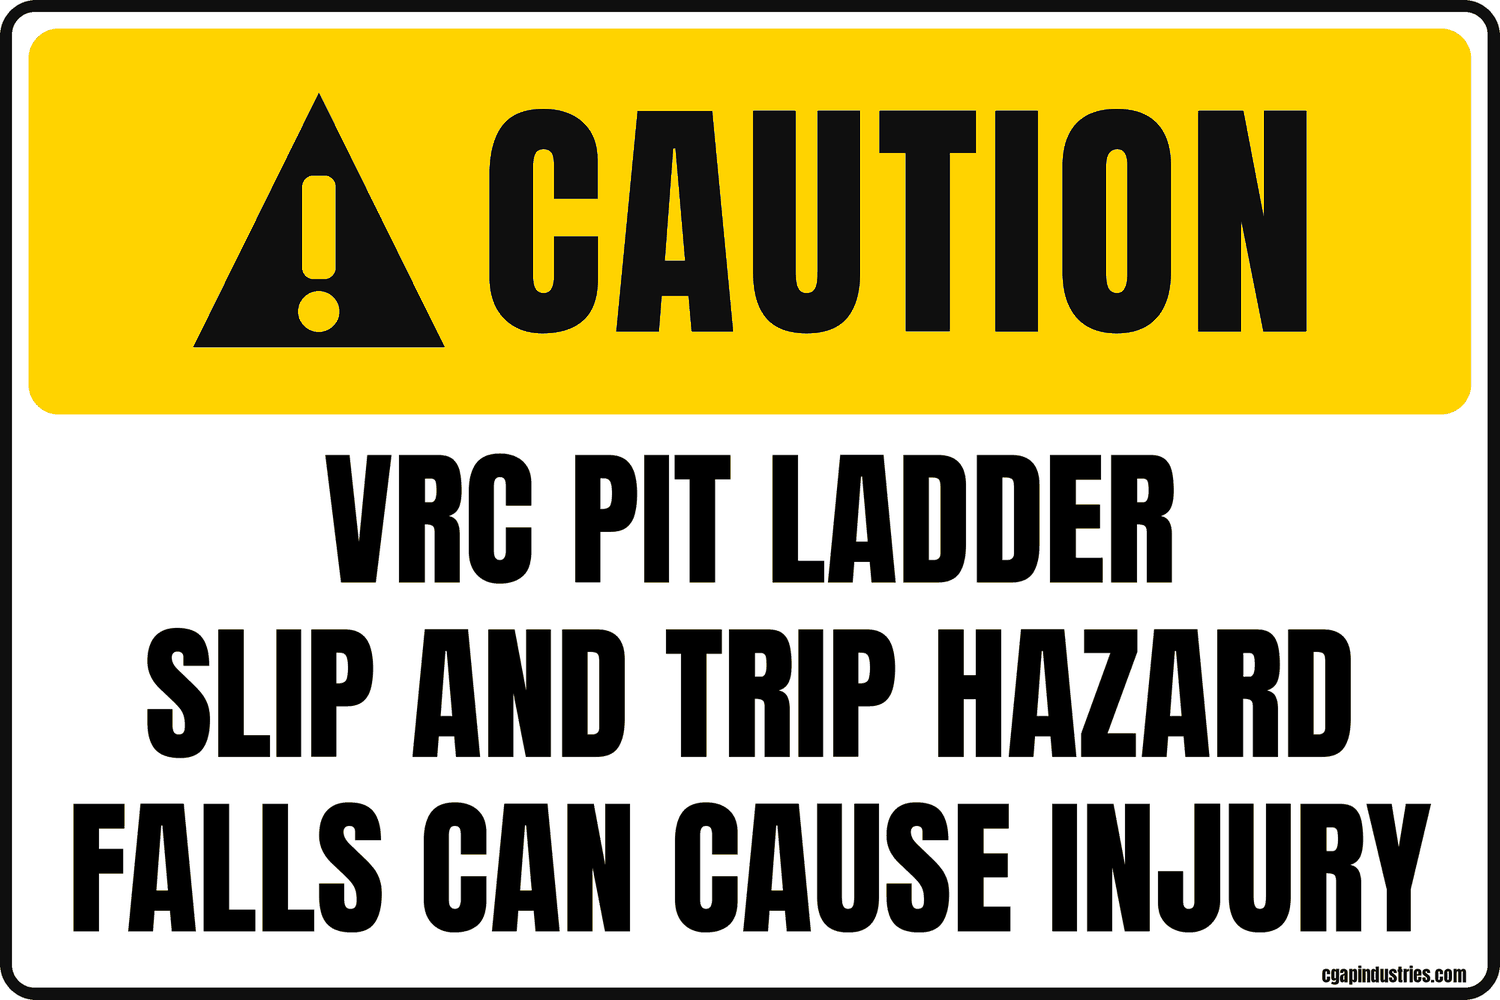 CAUTION
VRC PIT LADDER
SLIP AND TRIP HAZARD
FALLS CAN CAUSE INJURY
cgapindustries.com